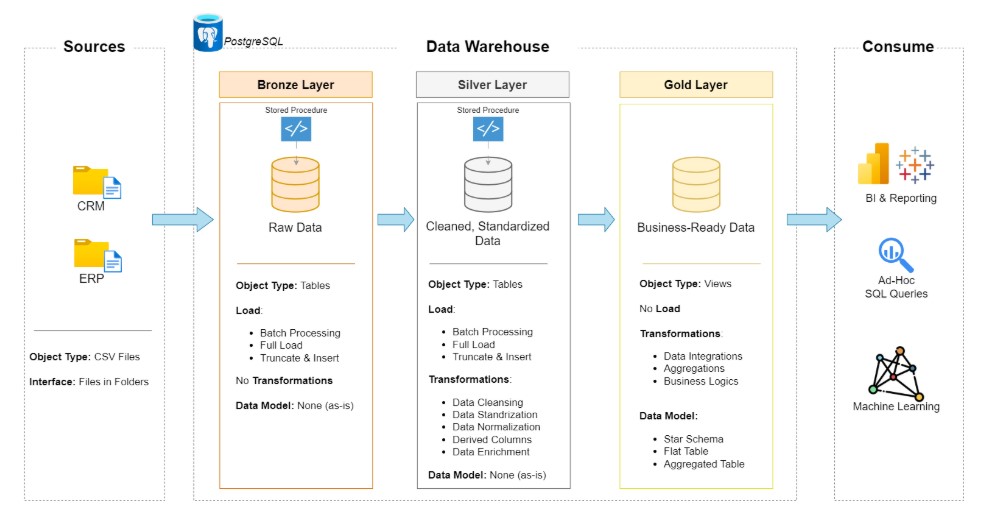 Sources
CRM
ERP
Object Type: CSV Files
Interface: Files in Folders
PostgreSQL
Data Warehouse
Bronze Layer
Stored Procedure
</>
Raw Data
Object Type: Tables
Load:
• Batch Processing
• Full Load
• Truncate & Insert
No Transformations
Data Model: None (as-is)
Silver Layer
Stored Procedure
</>
Cleaned, Standardized
Data
Object Type: Tables
Load:
• Batch Processing
• Full Load
• Truncate & Insert
Transformations:
• Data Cleansing
• Data Standrization
• Data Normalization
• Derived Columns
• Data Enrichment
Data Model: None (as-is)
Gold Layer
Business-Ready Data
Object Type: Views
No Load
Transformations:
• Data Integrations
• Aggregations
• Business Logics
Data Model:
• Star Schema
• Flat Table
• Aggregated Table
Consume
BI & Reporting
Ad-Hoc
SQL Queries
Machine Learning